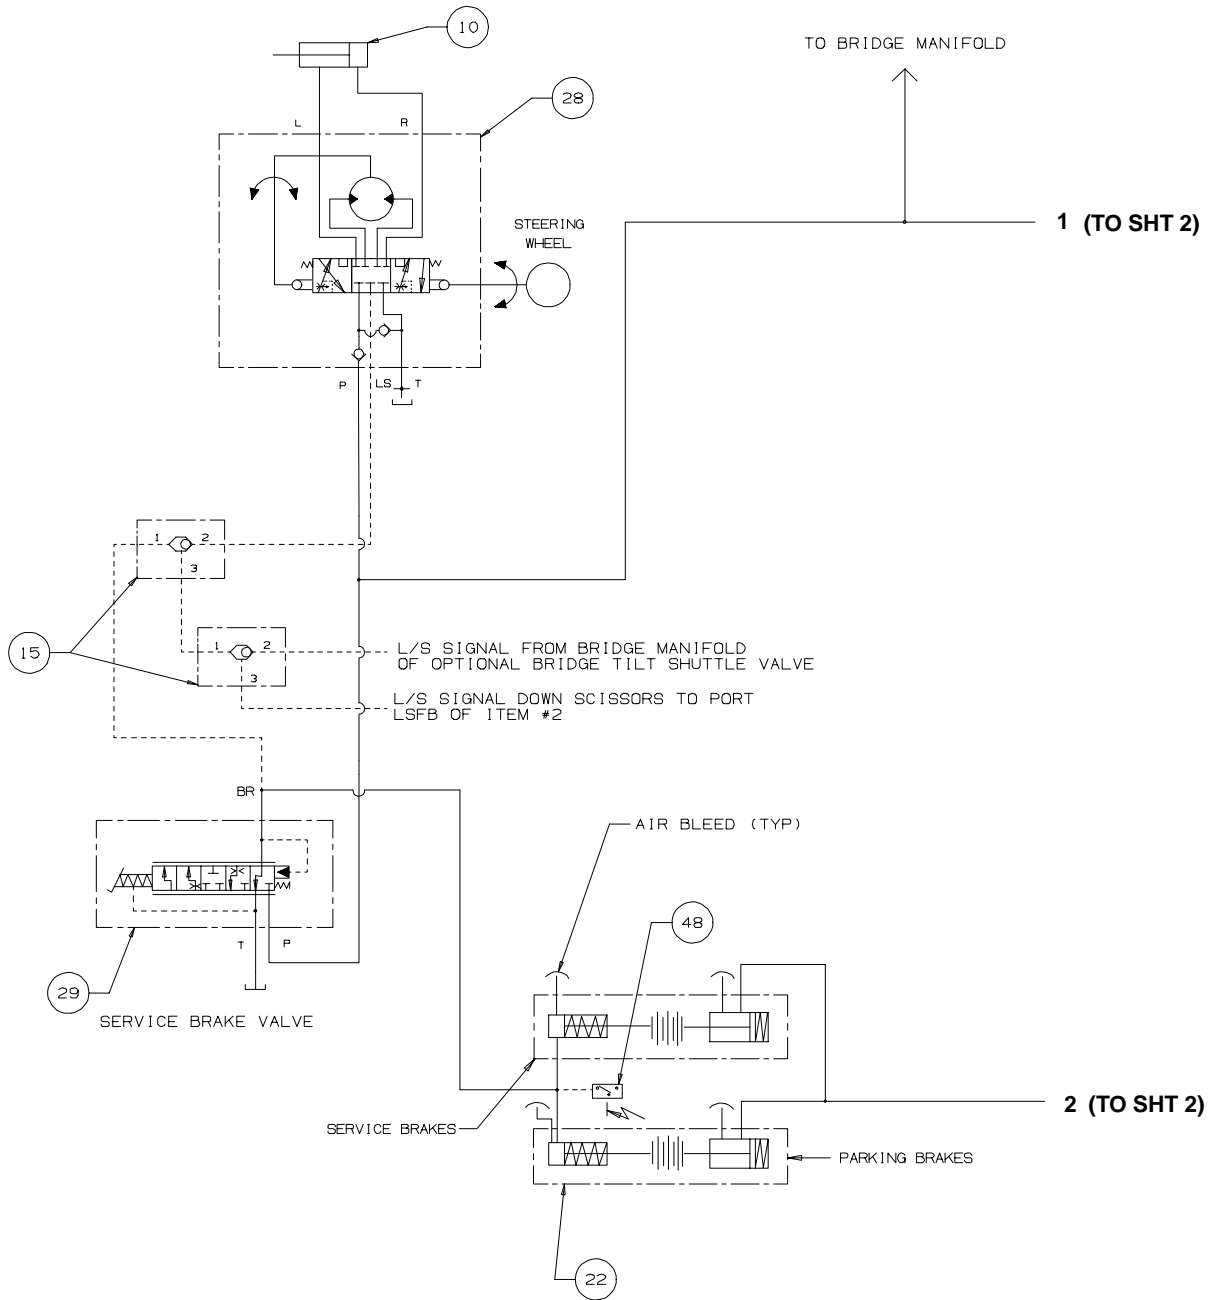 10
TO BRIDGE MANIFOLD
28
L
R
1 (TO SHT 2)
STEERING
WHEEL
P
LS
T
1
2
3
15
1
2
3
L/S SIGNAL FROM BRIDGE MANIFOLD
OF OPTIONAL BRIDGE TILT SHUTTLE VALVE
L/S SIGNAL DOWN SCISSORS TO PORT
LSFB OF ITEM #2
BR
AIR BLEED (TYP)
48
T
P
29
SERVICE BRAKE VALVE
2 (TO SHT 2)
SERVICE BRAKES
PARKING BRAKES
22